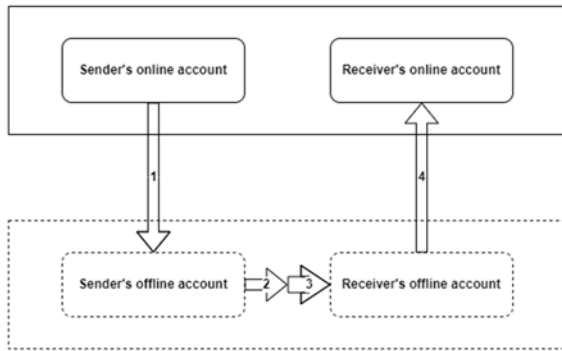 Sender's online account
Receiver's online account
1
4
Sender's offline account
2
3
Receiver's offline account